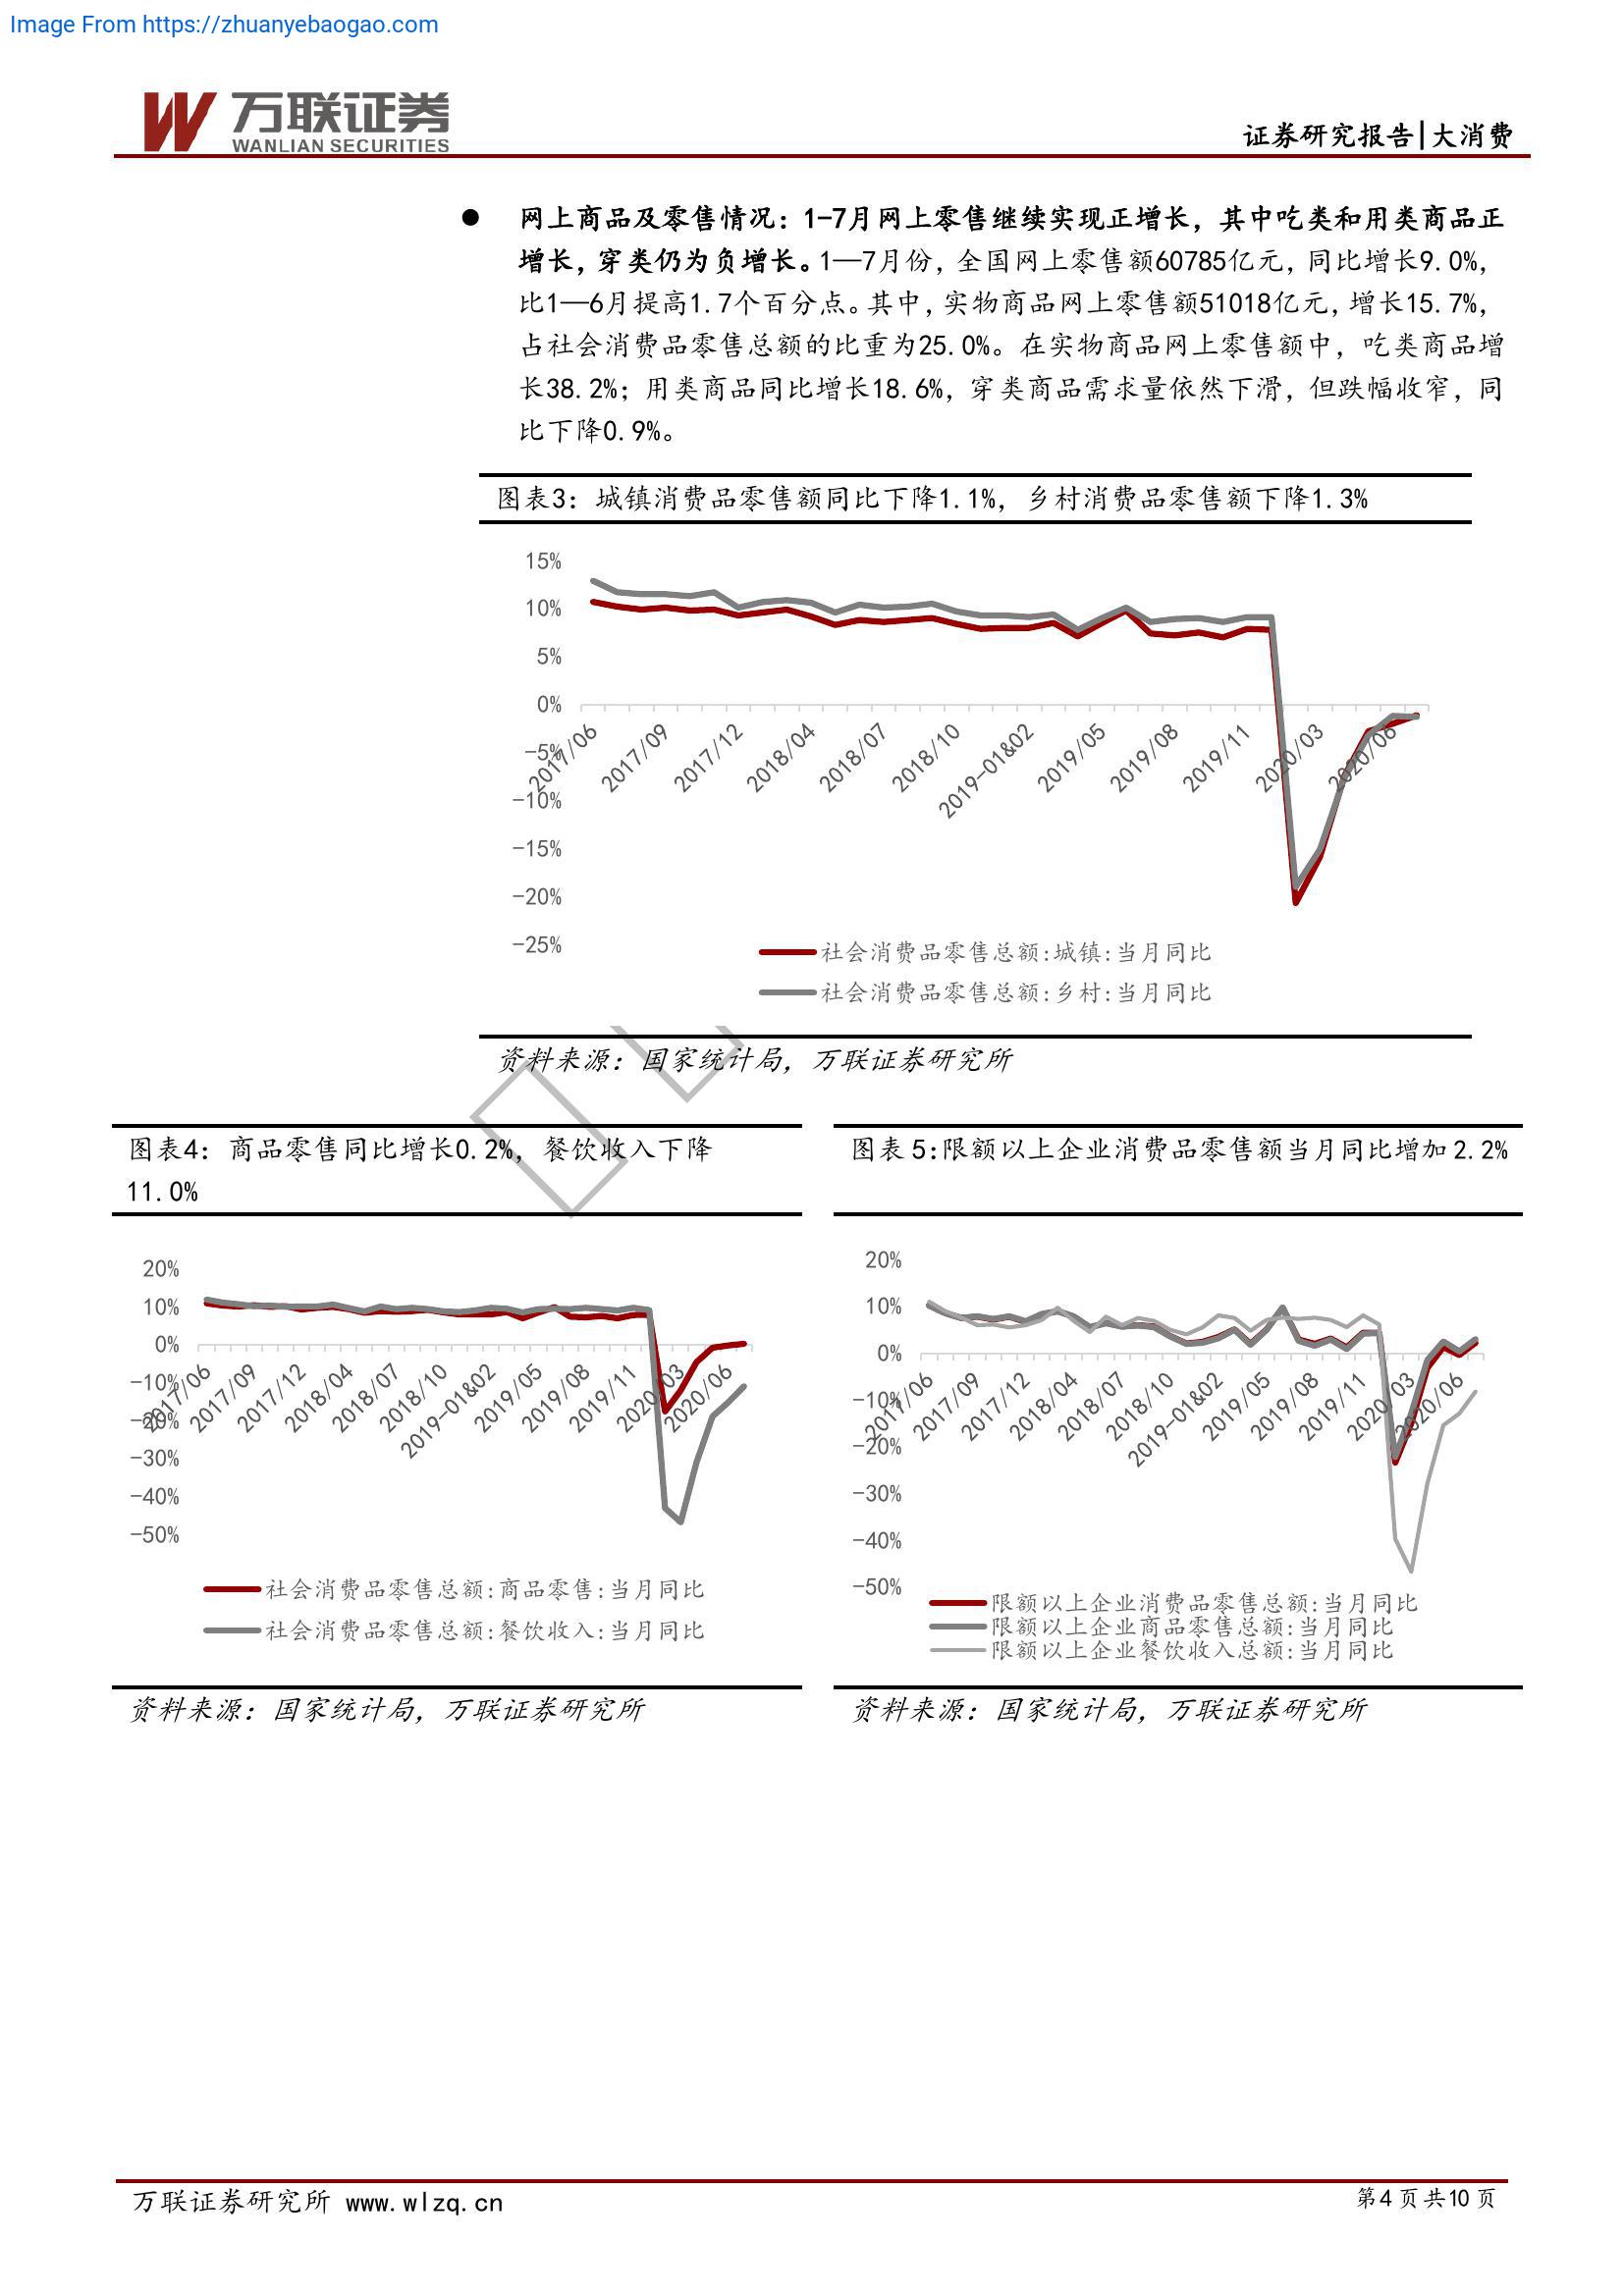 Image From https://zhuanyebaogao.com
万联证券
WANLIAN SECURITIES
证券研究报告|大消费
● 网上商品及零售情况：1-7月网上零售继续实现正增长，其中吃类和用类商品正
增长，穿类仍为负增长。1—7月份，全国网上零售额60785亿元，同比增长9.0%，
比1—6月提高1.7个百分点。其中，实物商品网上零售额51018亿元，增长15.7%，
占社会消费品零售总额的比重为25.0%。在实物商品网上零售额中，吃类商品增
长38.2%；用类商品同比增长18.6%，穿类商品需求量依然下滑，但跌幅收窄，同
比下降0.9%。
图表3：城镇消费品零售额同比下降1.1%，乡村消费品零售额下降1.3%
15%
10%
5%
0%
-5%
-10%
-15%
-20%
-25%
2017/06
2017/09
2017/12
2018/04
2018/07
2018/10
2019-01&02
2019/05
2019/08
2019/11
2020/03
2020/06
社会消费品零售总额:城镇:当月同比
社会消费品零售总额:乡村:当月同比
资料来源：国家统计局，万联证券研究所
图表4：商品零售同比增长0.2%，餐饮收入下降
11.0%
20%
10%
0%
-10%
-20%
-30%
-40%
-50%
2017/06
2017/09
2017/12
2018/04
2018/07
2018/10
2019-01&02
2019/05
2019/08
2019/11
2020/03
2020/06
社会消费品零售总额:商品零售:当月同比
社会消费品零售总额:餐饮收入:当月同比
资料来源：国家统计局，万联证券研究所
图表 5:限额以上企业消费品零售额当月同比增加 2.2%
20%
10%
0%
-10%
-20%
-30%
-40%
-50%
2017/06
2017/09
2017/12
2018/04
2018/07
2018/10
2019-01&02
2019/05
2019/08
2019/11
2020/03
2020/06
限额以上企业消费品零售总额:当月同比
限额以上企业商品零售总额:当月同比
限额以上企业餐饮收入总额:当月同比
资料来源：国家统计局，万联证券研究所
万联证券研究所 www.wlzq.cn
第4 页 共10 页